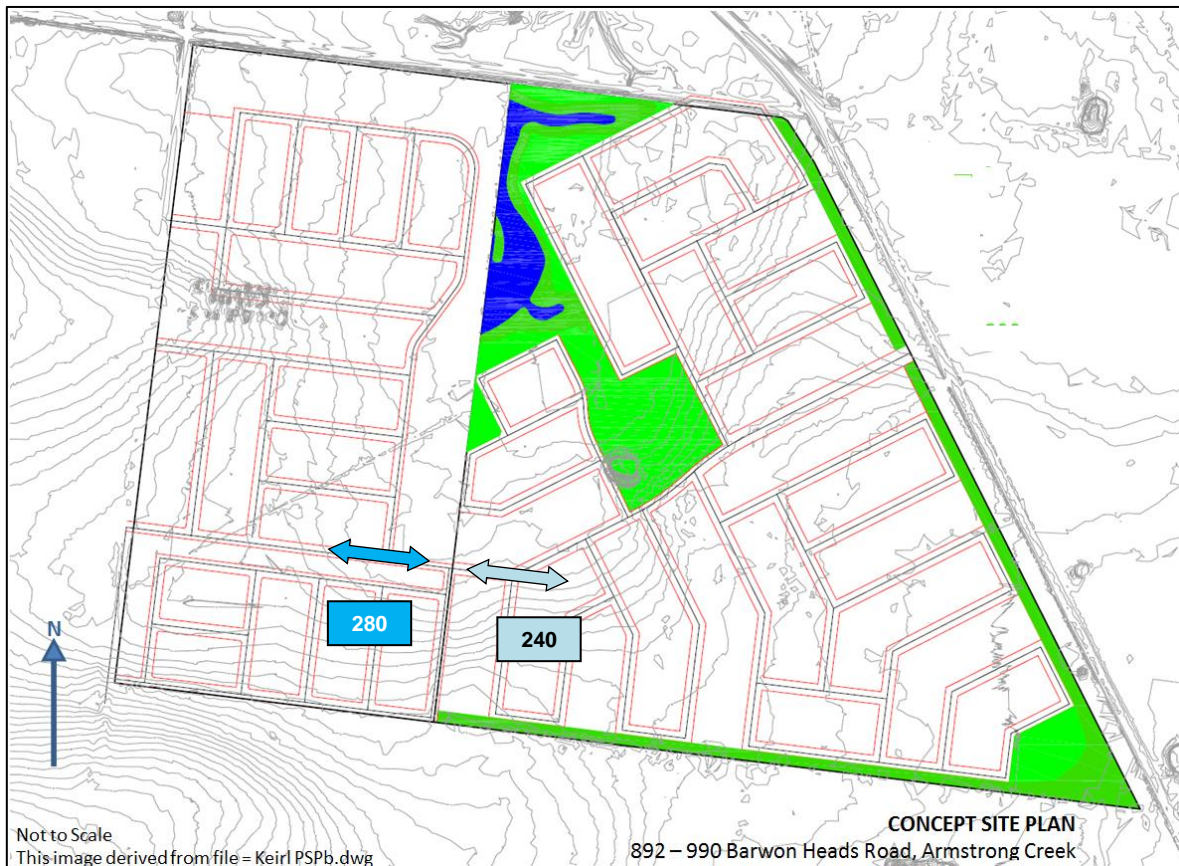 280
240
N
CONCEPT SITE PLAN
892 – 990 Barwon Heads Road, Armstrong Creek
Not to Scale
This image derived from file = Keirl PSPb.dwg